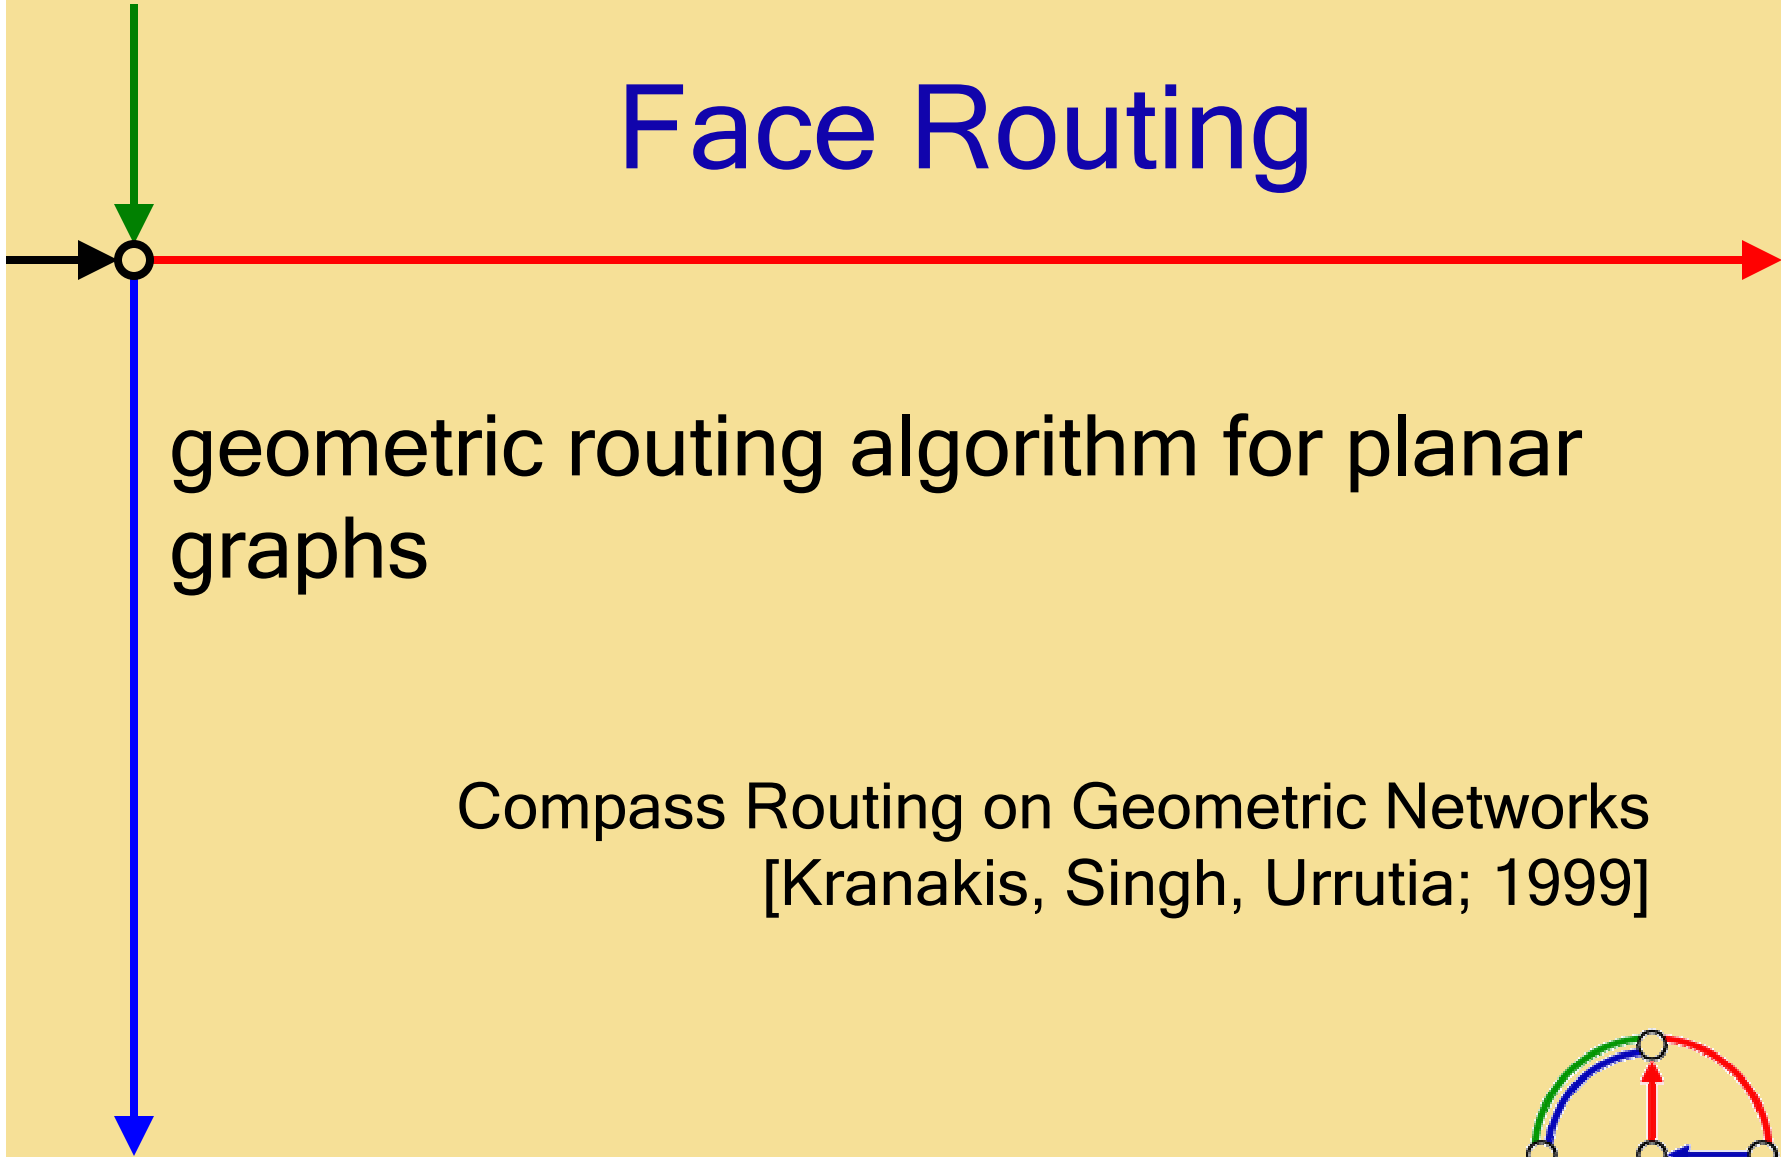 Face Routing
geometric routing algorithm for planar
graphs
Compass Routing on Geometric Networks
[Kranakis, Singh, Urrutia; 1999]